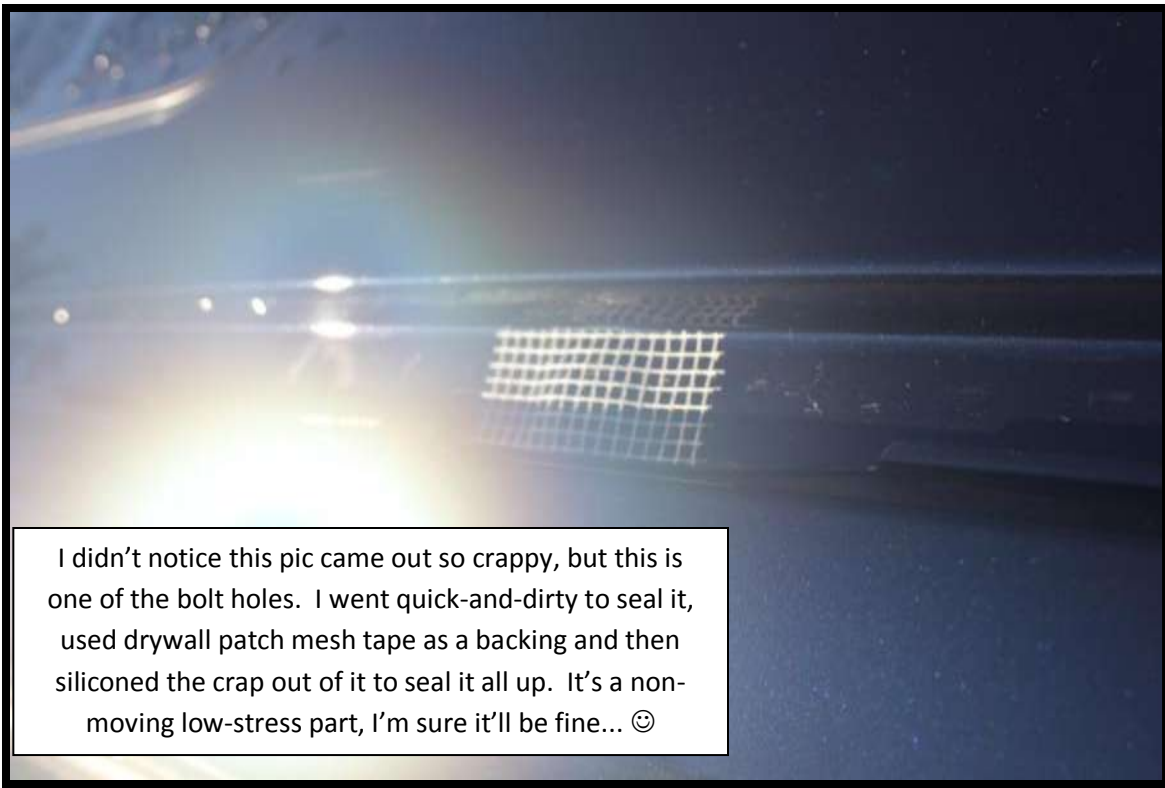 I didn’t notice this pic came out so crappy, but this is
one of the bolt holes.  I went quick-and-dirty to seal it,
used drywall patch mesh tape as a backing and then
siliconed the crap out of it to seal it all up.  It’s a non-
moving low-stress part, I’m sure it’ll be fine... ☺